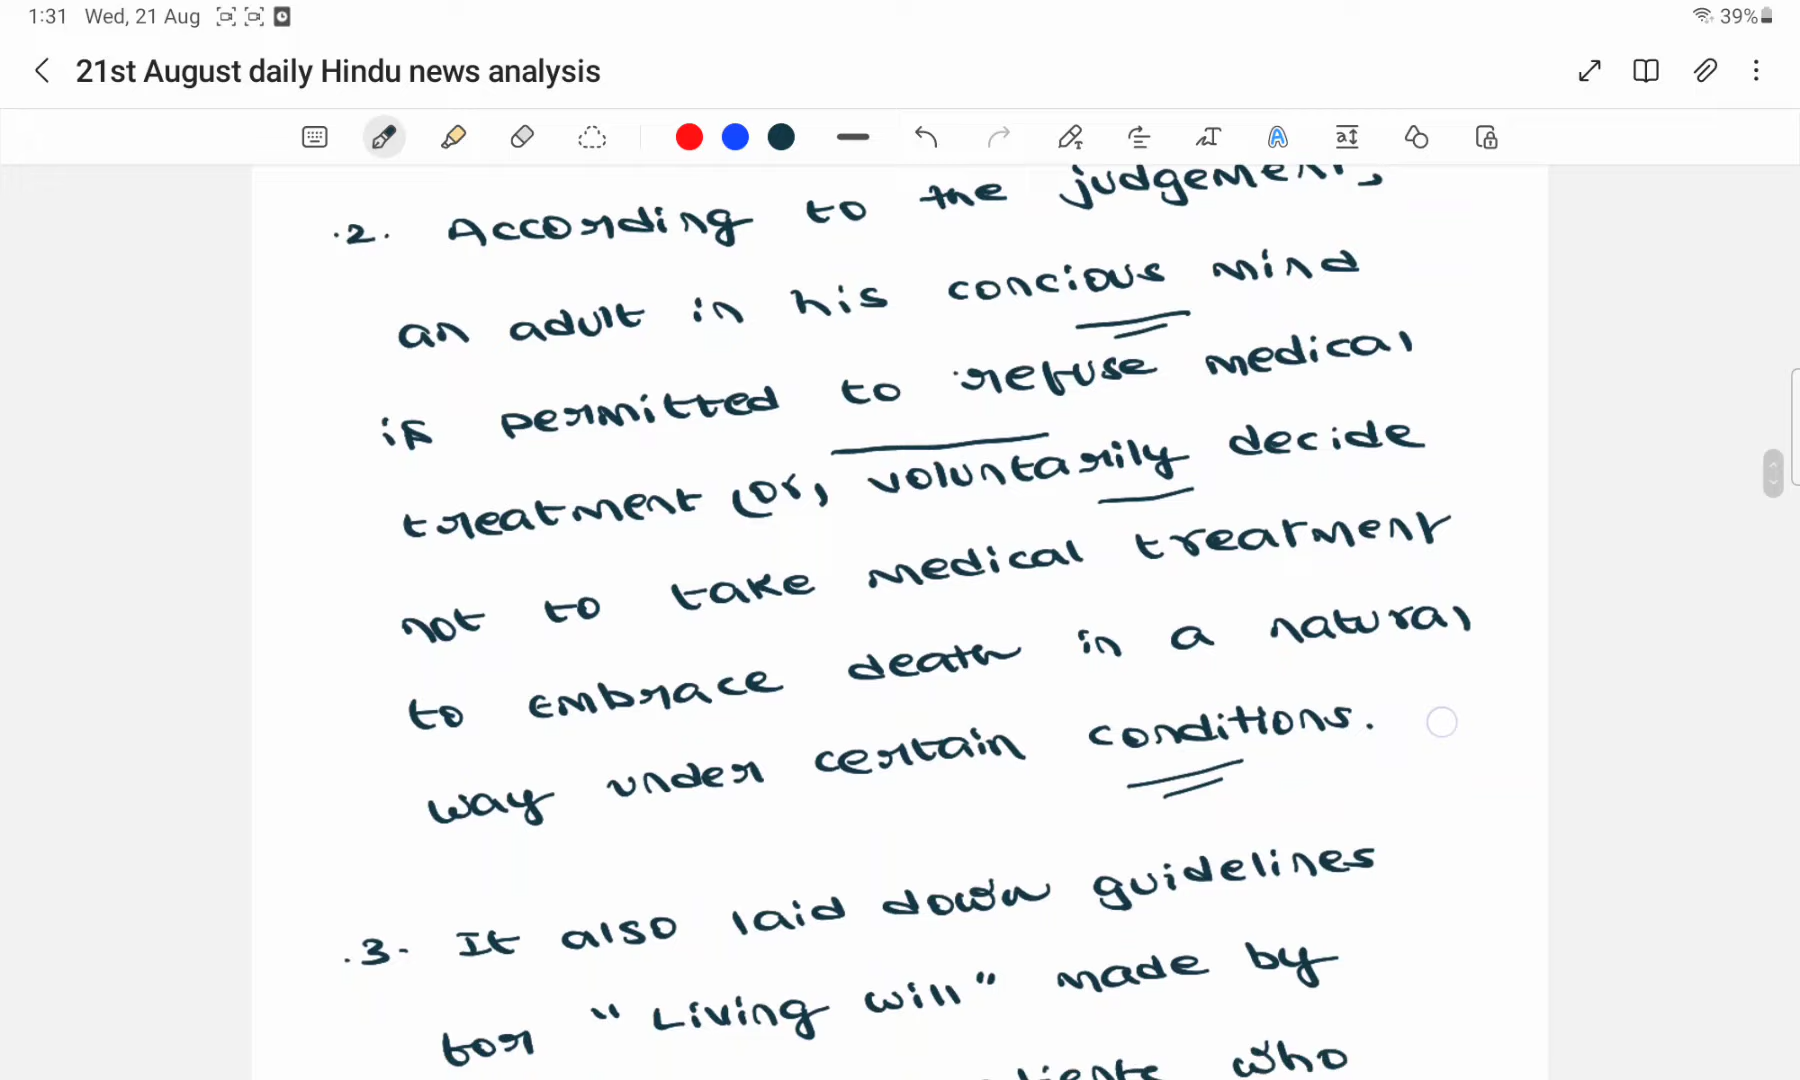 1:31 Wed, 21 Aug 39%
21st August daily Hindu news analysis
.2. According to the judgement,
an adult in his concious mind
is permitted to refuse medical
treatment (or) voluntarily decide
not to take medical treatment
to embrace death in a natural
way under certain conditions.
.3. It also laid down guidelines
for "Living will" made by
who